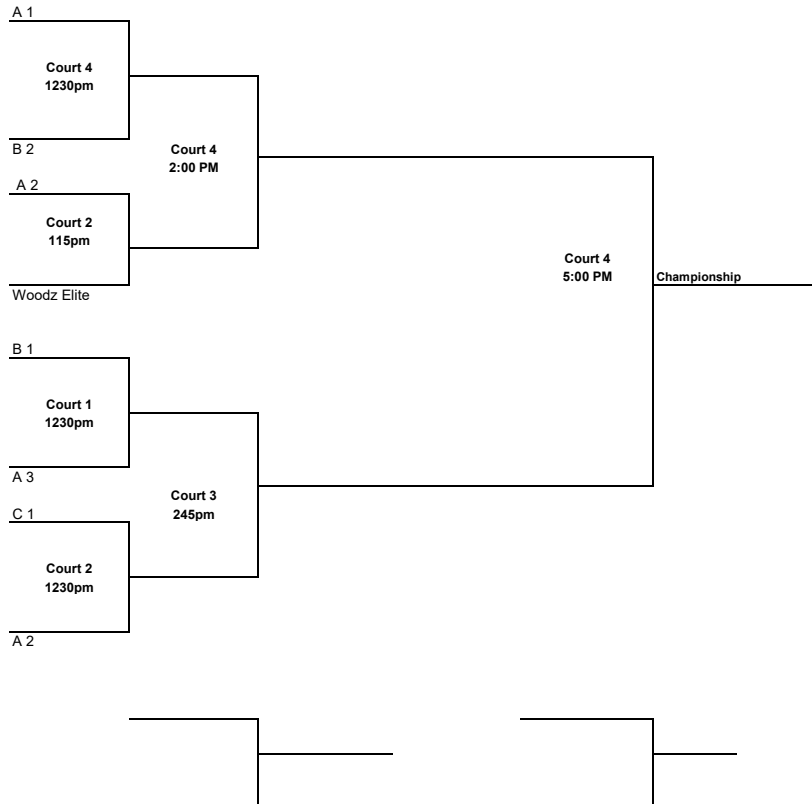 A 1
Court 4
1230pm
B 2
Court 4
2:00 PM
A 2
Court 2
115pm
Woodz Elite
Court 4
5:00 PM
Championship
B 1
Court 1
1230pm
A 3
Court 3
245pm
C 1
Court 2
1230pm
A 2